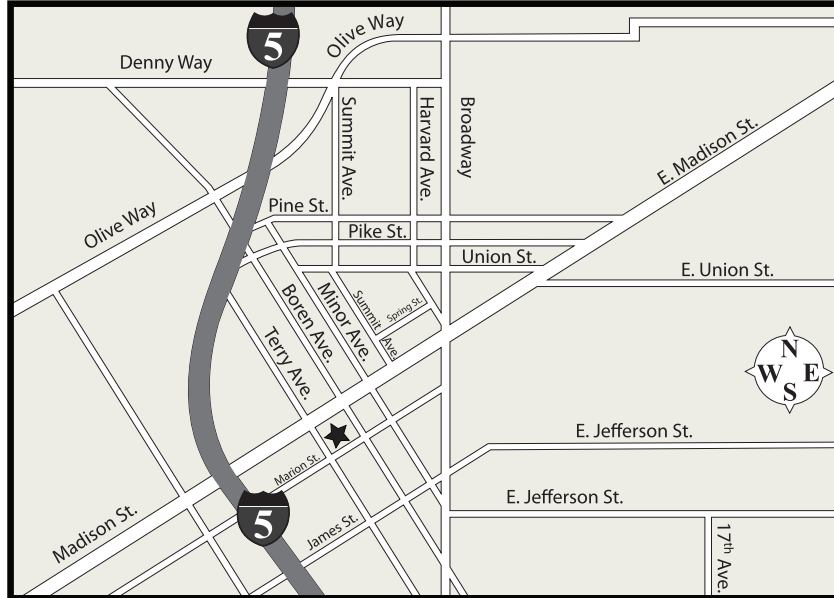 5
Olive Way
Denny Way
Summit Ave.
Harvard Ave.
Broadway
E. Madison St.
Pine St.
Olive Way
Pike St.
Union St.
E. Union St.
Boren Ave.
Minor Ave.
Summit
Ave.
Spring St.
Terry Ave.
N
W E
S
E. Jefferson St.
Marion St.
E. Jefferson St.
5
Madison St.
James St.
17th Ave.